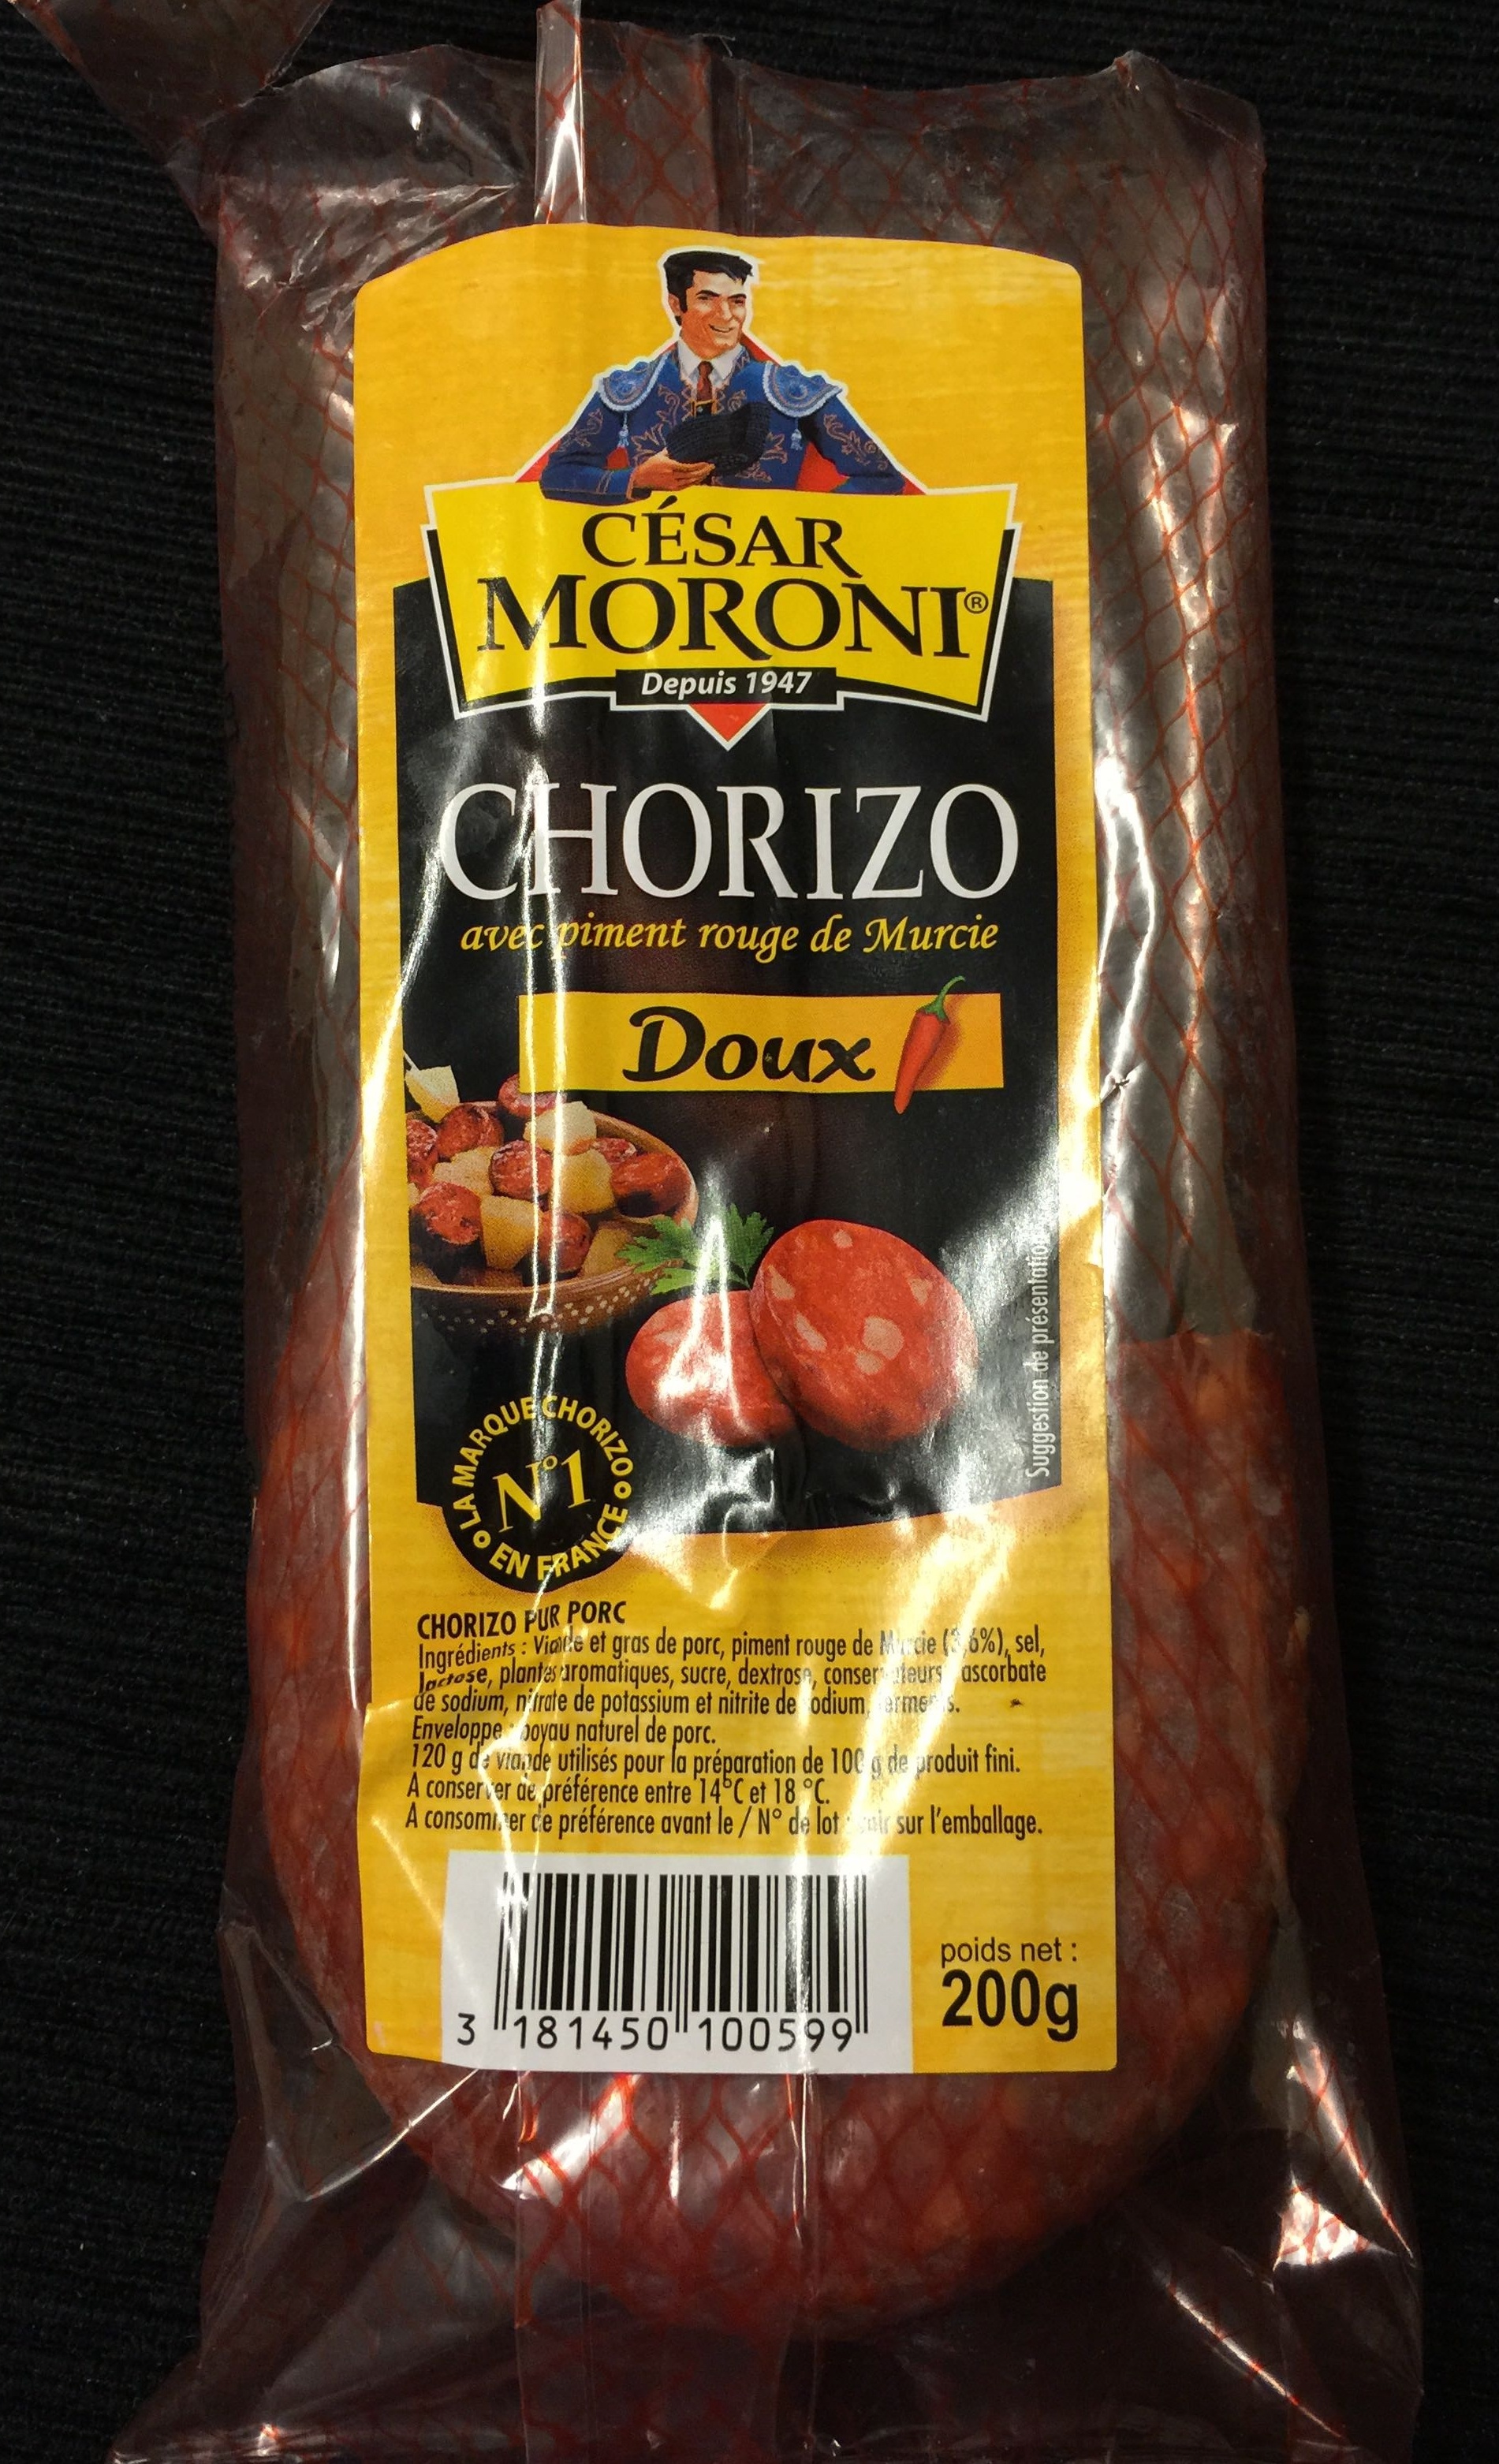 CÉSAR
MORONI®
Depuis 1947
CHORIZO
avec piment rouge de Murcie
Doux
Suggestion de présentation
LA MARQUE CHORIZO
N°1
EN FRANCE
CHORIZO PUR PORC
Ingrédients : Viande et gras de porc, piment rouge de Murcie (3,6%), sel,
lactose, plantes aromatiques, sucre, dextrose, conservateurs ascorbate
de sodium, nitrate de potassium et nitrite de sodium, ferments.
Enveloppe : boyau naturel de porc.
120 g de viande utilisés pour la préparation de 100 g de produit fini.
A conserver de préférence entre 14°C et 18 °C.
A consommer de préférence avant le / N° de lot : voir sur l'emballage.
3 181450 100599
poids net :
200g